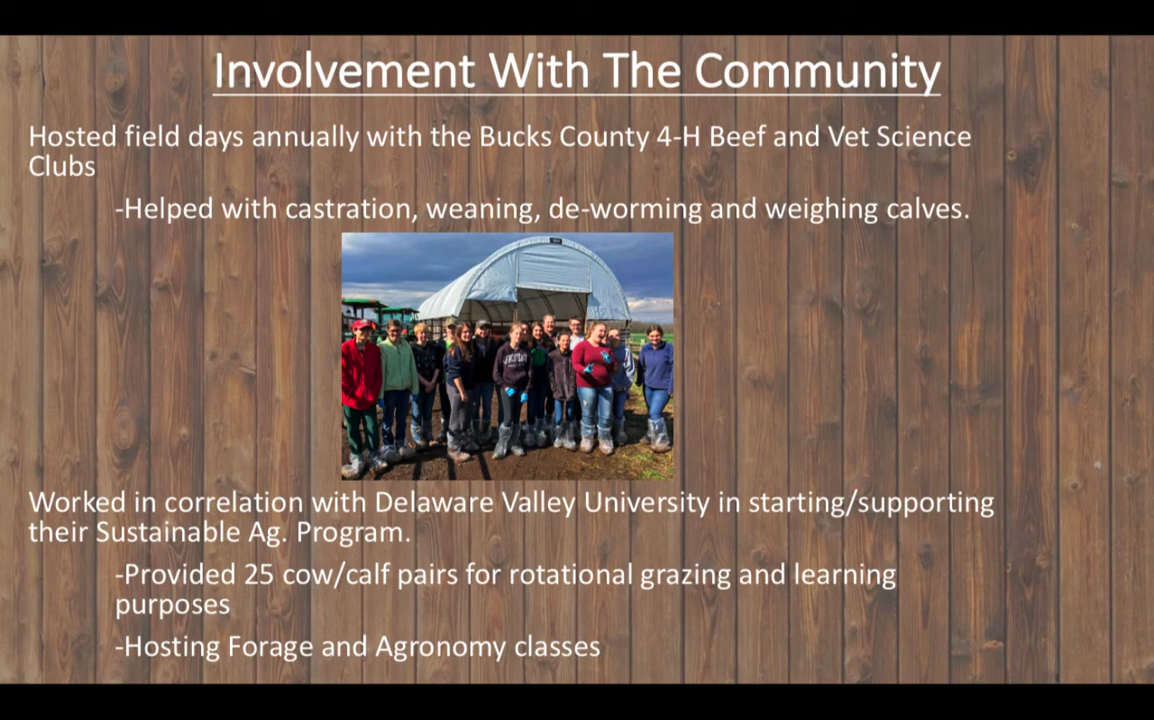 Involvement With The Community
Hosted field days annually with the Bucks County 4-H Beef and Vet Science
Clubs
-Helped with castration, weaning, de-worming and weighing calves.
Worked in correlation with Delaware Valley University in starting/supporting
their Sustainable Ag. Program.
-Provided 25 cow/calf pairs for rotational grazing and learning
purposes
-Hosting Forage and Agronomy classes